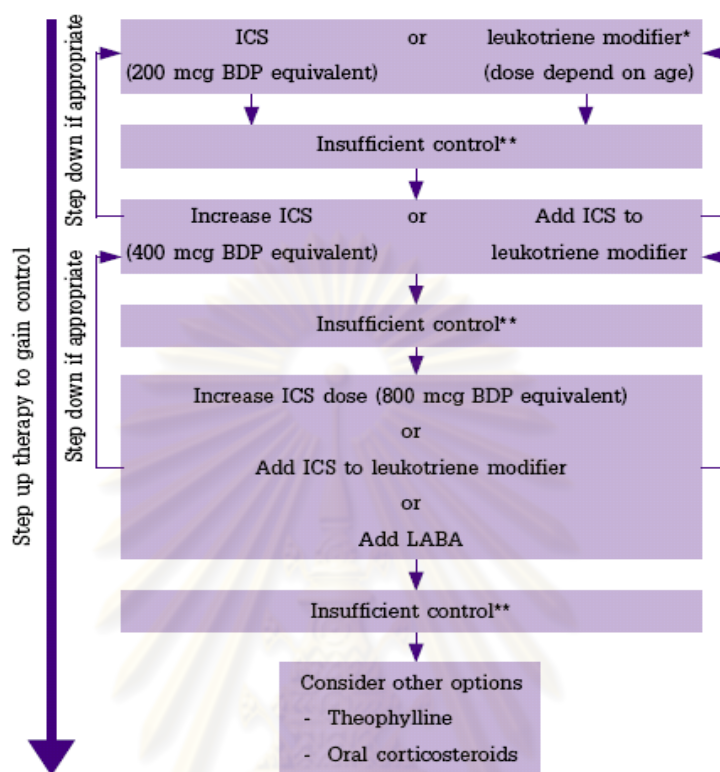 Step up therapy to gain control
Step down if appropriate
Step down if appropriate
ICS or leukotriene modifier*
(200 mcg BDP equivalent) (dose depend on age)
Insufficient control**
Increase ICS or Add ICS to
(400 mcg BDP equivalent) leukotriene modifier
Insufficient control**
Increase ICS dose (800 mcg BDP equivalent)
or
Add ICS to leukotriene modifier
or
Add LABA
Insufficient control**
Consider other options
- Theophylline
- Oral corticosteroids